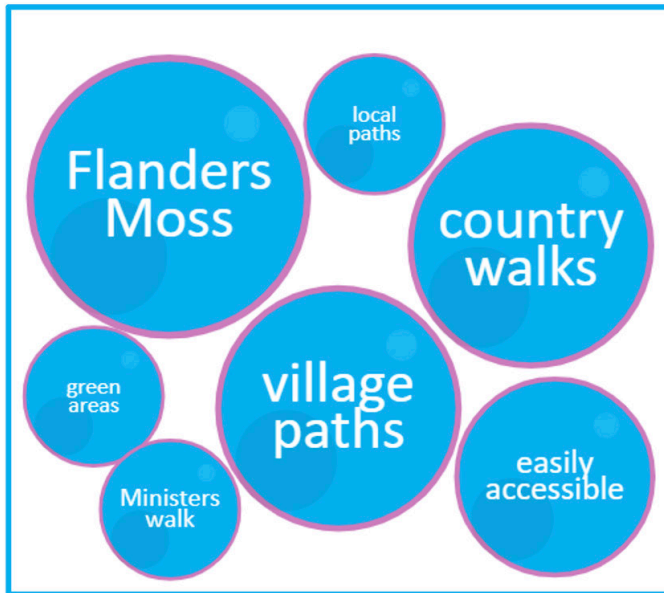 Flanders
Moss
local
paths
country
walks
green
areas
village
paths
Ministers
walk
easily
accessible